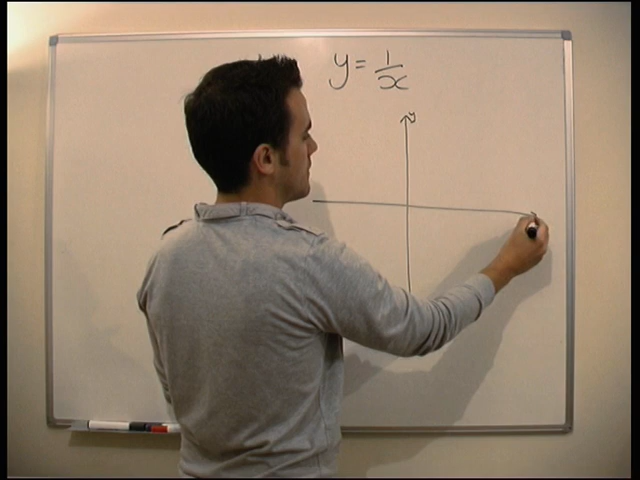 y = 1/x
y